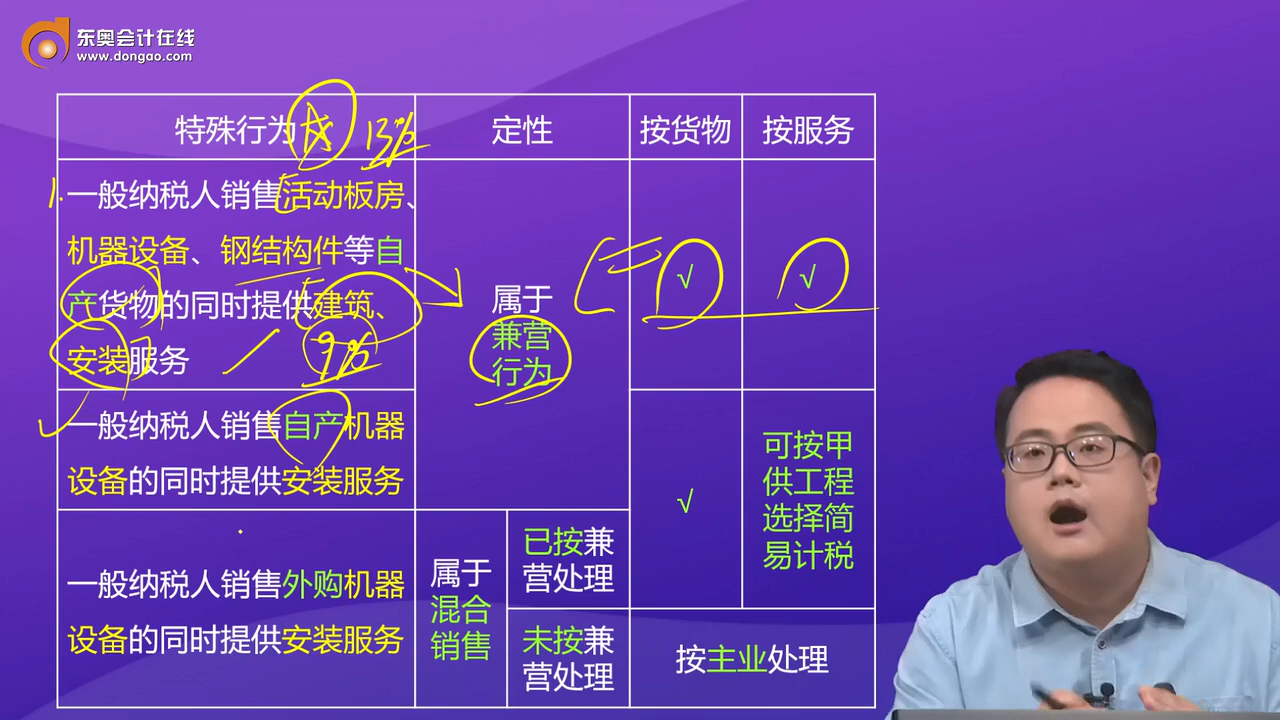 东奥会计在线
www.dongao.com
特殊行为 13%
定性
按货物
按服务
1.一般纳税人销售活动板房、
机器设备、钢结构件等自
产货物的同时提供建筑、
安装服务 9%
属于
兼营
行为
√
√
一般纳税人销售自产机器
设备的同时提供安装服务
√
可按甲
供工程
选择简
易计税
一般纳税人销售外购机器
设备的同时提供安装服务
属于
混合
销售
已按兼
营处理
未按兼
营处理
按主业处理